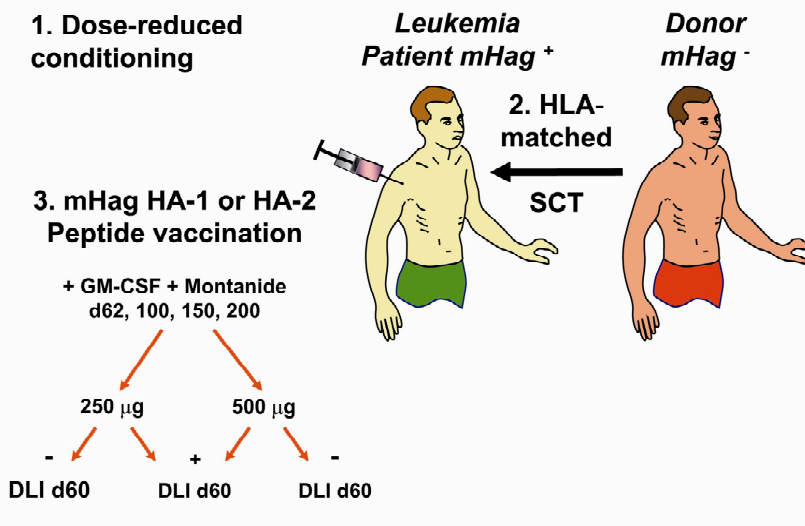 1. Dose-reduced
conditioning
Leukemia
Patient mHag +
Donor
mHag -
2. HLA-
matched
SCT
3. mHag HA-1 or HA-2
Peptide vaccination
+ GM-CSF + Montanide
d62, 100, 150, 200
250 μg
500 μg
- + -
DLI d60 DLI d60 DLI d60